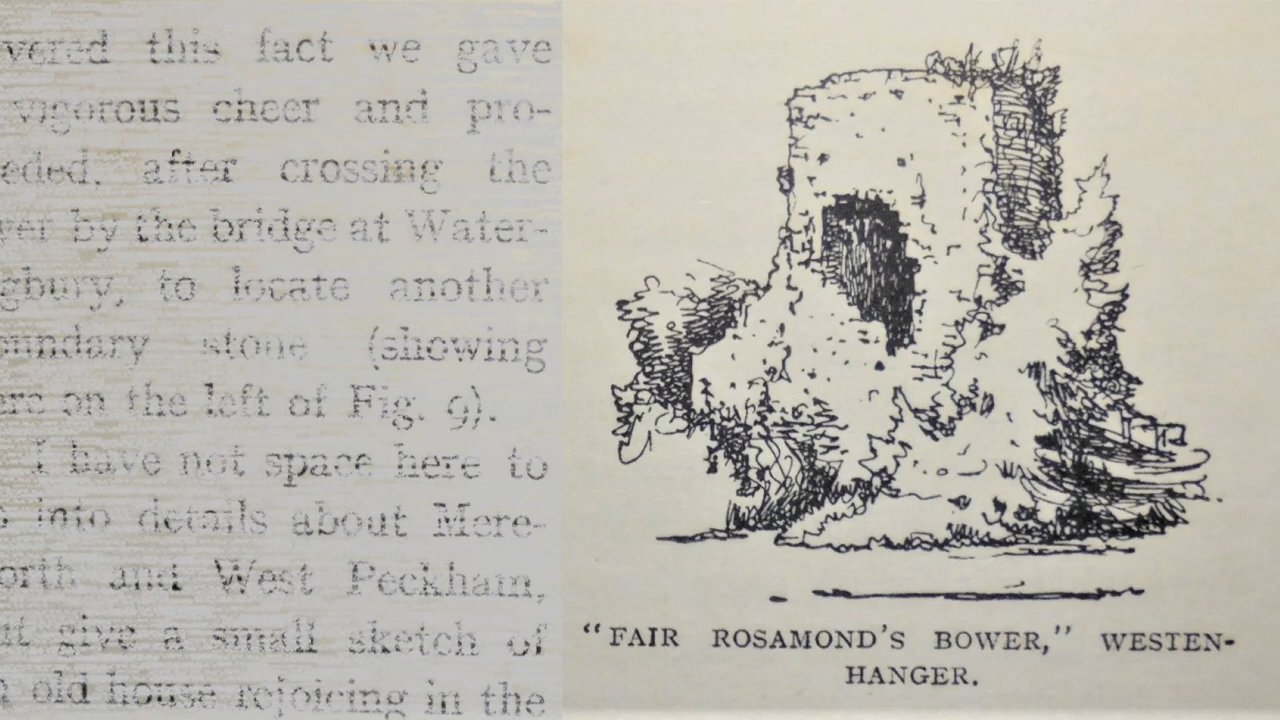 vered this fact we gave
vigorous cheer and pro-
eded, after crossing the
ver by the bridge at Water-
gbury, to locate another
undary stone (showing
ere on the left of Fig. 9).
I have not space here to
into details about Mere-
orth and West Peckham,
ut give a small sketch of
old house rejoicing in the
"FAIR ROSAMOND'S BOWER," WESTEN-
HANGER.